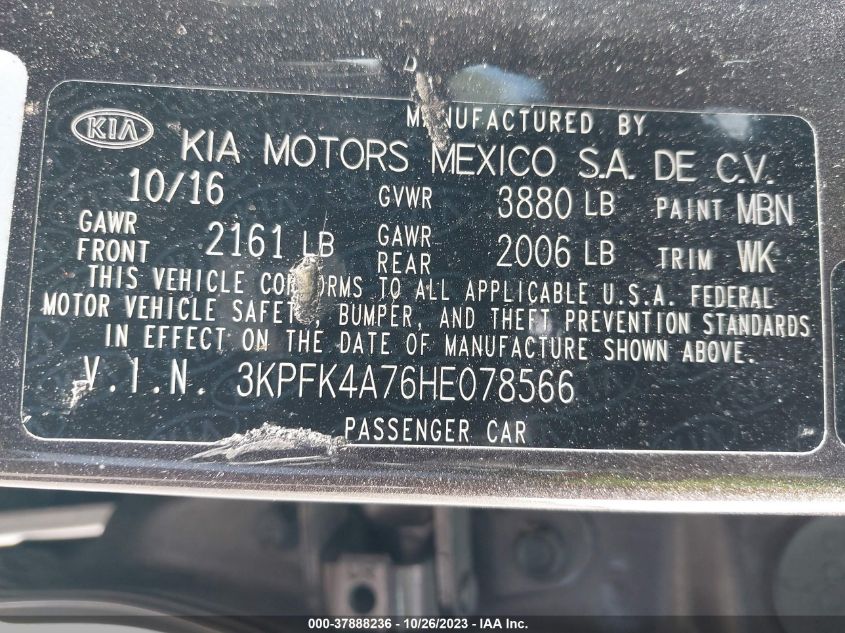 MANUFACTURED BY
KIA KIA MOTORS MEXICO S.A. DE C.V.
10/16 GVWR 3880 LB PAINT MBN
GAWR FRONT 2161 LB GAWR REAR 2006 LB TRIM WK
THIS VEHICLE CONFORMS TO ALL APPLICABLE U.S.A. FEDERAL
MOTOR VEHICLE SAFETY, BUMPER, AND THEFT PREVENTION STANDARDS
IN EFFECT ON THE DATE OF MANUFACTURE SHOWN ABOVE.
V.I.N. 3KPFK4A76HE078566
PASSENGER CAR
000-37888236 - 10/26/2023 - IAA Inc.